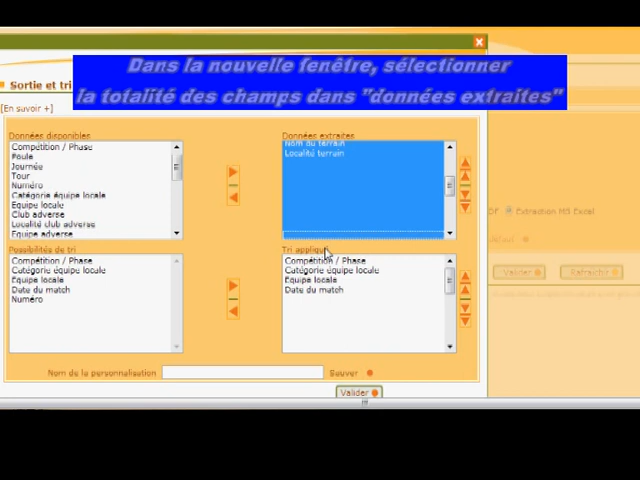 Dans la nouvelle fenêtre, sélectionner
la totalité des champs dans "données extraites"
Sortie et tri
[En savoir +]
Données disponibles
Données extraites
Compétition / Phase
Poule
Journée
Tour
Numéro
Catégorie équipe locale
Equipe locale
Club adverse
Localité club adverse
Equipe adverse
Nom du terrain
Localité terrain
Extraction MS Excel
Valider
Rafraîchir
Possibilités de tri
Tri appliqué
Compétition / Phase
Catégorie équipe locale
Equipe locale
Date du match
Numéro
Compétition / Phase
Catégorie équipe locale
Equipe locale
Date du match
Nom de la personnalisation
Sauver
Valider